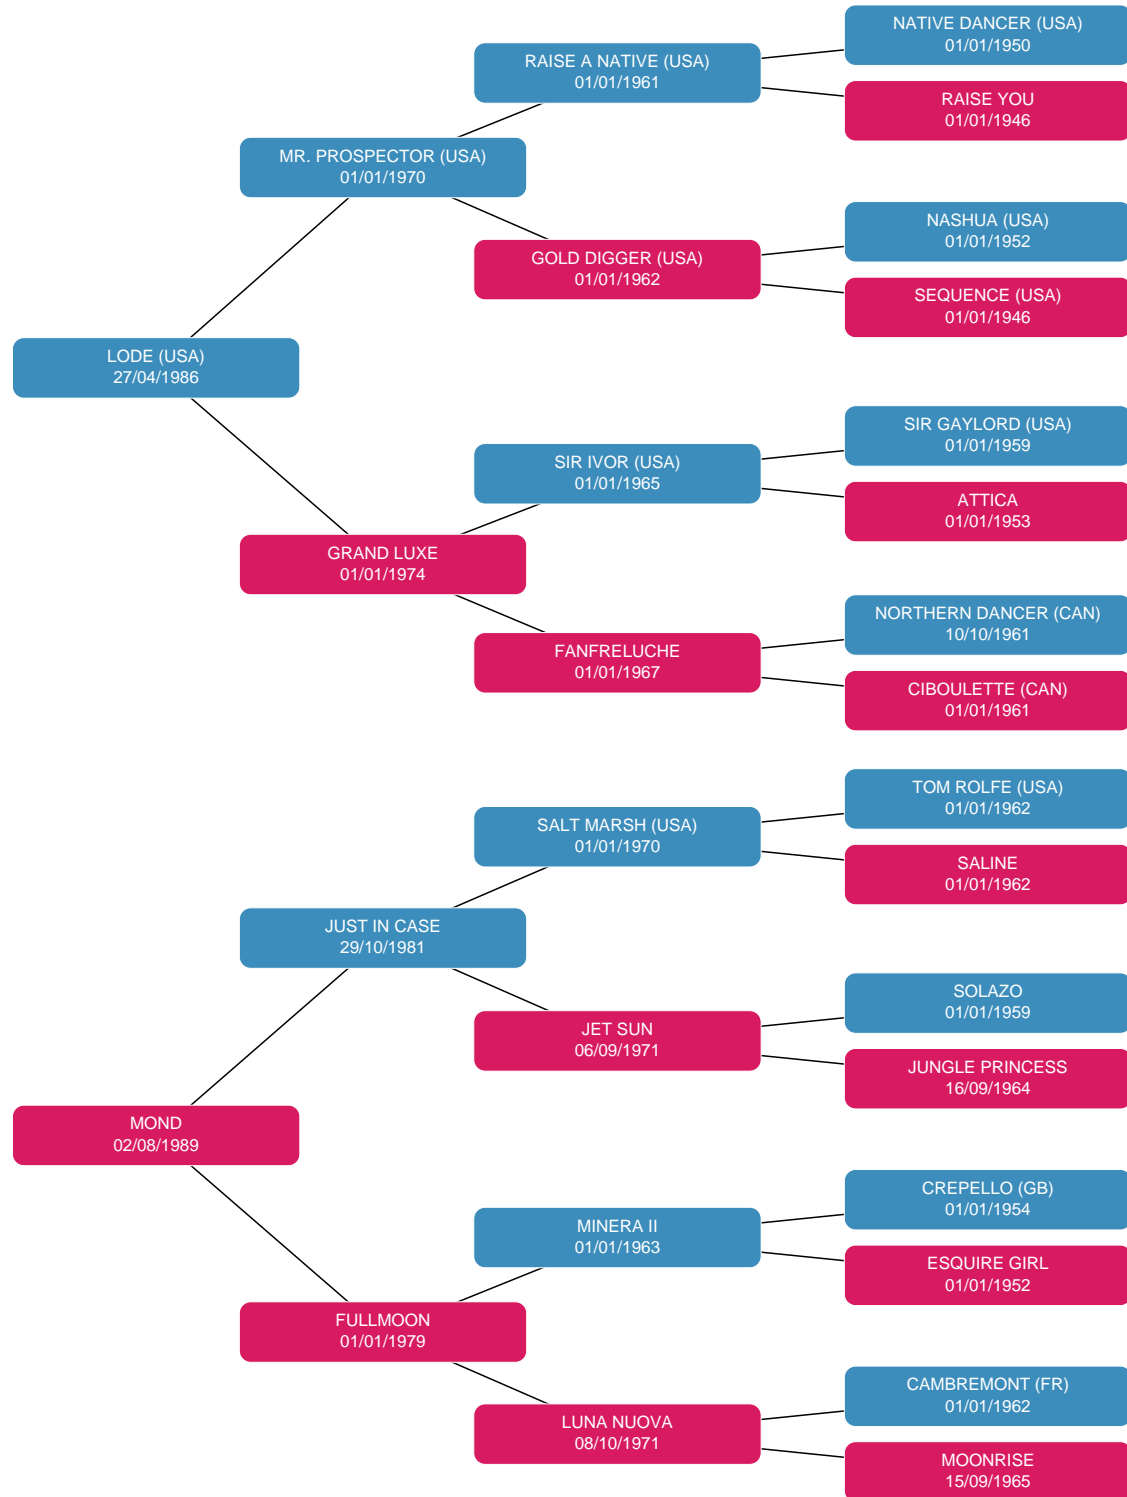 NATIVE DANCER (USA)
01/01/1950
RAISE A NATIVE (USA)
01/01/1961
RAISE YOU
01/01/1946
MR. PROSPECTOR (USA)
01/01/1970
NASHUA (USA)
01/01/1952
GOLD DIGGER (USA)
01/01/1962
SEQUENCE (USA)
01/01/1946
LODE (USA)
27/04/1986
SIR GAYLORD (USA)
01/01/1959
SIR IVOR (USA)
01/01/1965
ATTICA
01/01/1953
GRAND LUXE
01/01/1974
NORTHERN DANCER (CAN)
10/10/1961
FANFRELUCHE
01/01/1967
CIBOULETTE (CAN)
01/01/1961
TOM ROLFE (USA)
01/01/1962
SALT MARSH (USA)
01/01/1970
SALINE
01/01/1962
JUST IN CASE
29/10/1981
SOLAZO
01/01/1959
JET SUN
06/09/1971
JUNGLE PRINCESS
16/09/1964
MOND
02/08/1989
CREPELLO (GB)
01/01/1954
MINERA II
01/01/1963
ESQUIRE GIRL
01/01/1952
FULLMOON
01/01/1979
CAMBREMONT (FR)
01/01/1962
LUNA NUOVA
08/10/1971
MOONRISE
15/09/1965